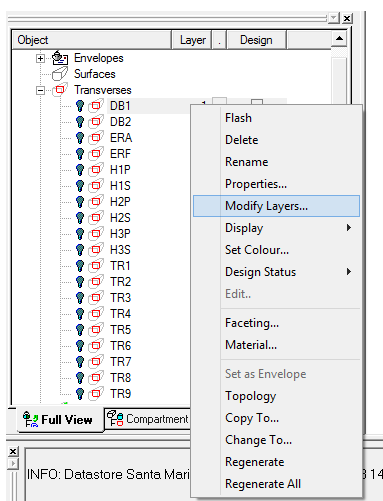 Object Layer . Design
Envelopes
Surfaces
Transverses
DB1
DB2
ERA
ERF
H1P
H1S
H2P
H2S
H3P
H3S
TR1
TR2
TR3
TR4
TR5
TR6
TR7
TR8
TR9
Flash
Delete
Rename
Properties...
Modify Layers...
Display
Set Colour...
Design Status
Edit..
Faceting...
Material...
Set as Envelope
Topology
Copy To...
Change To...
Regenerate
Regenerate All
Full View Compartment
INFO: Datastore Santa Mari
14